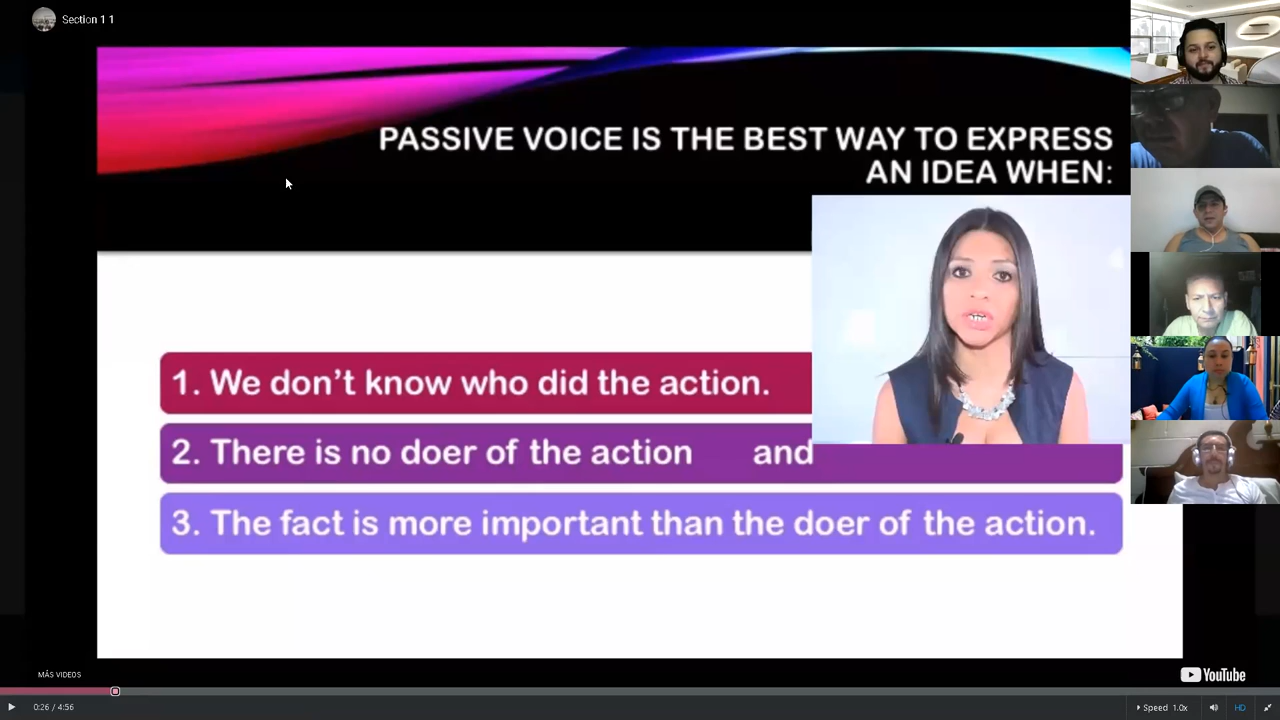 Section 1 1
PASSIVE VOICE IS THE BEST WAY TO EXPRESS
AN IDEA WHEN:
1. We don't know who did the action.
2. There is no doer of the action and
3. The fact is more important than the doer of the action.
MÁS VIDEOS
YouTube
0:26 / 4:56
Speed 1.0x
HD